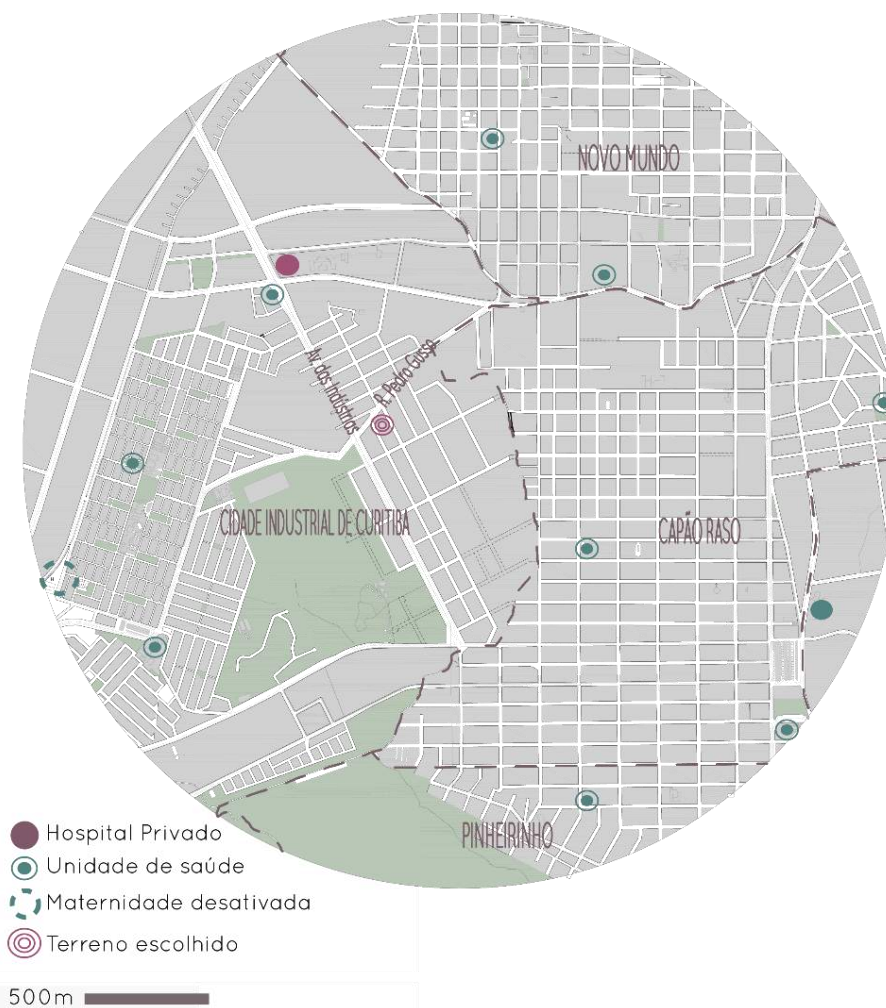 NOVO MUNDO
Av. das Indústrias
R. Pedro Gusso
CIDADE INDUSTRIAL DE CURITIBA
CAPÃO RASO
PINHEIRINHO
Hospital Privado
Unidade de saúde
Maternidade desativada
Terreno escolhido
500m